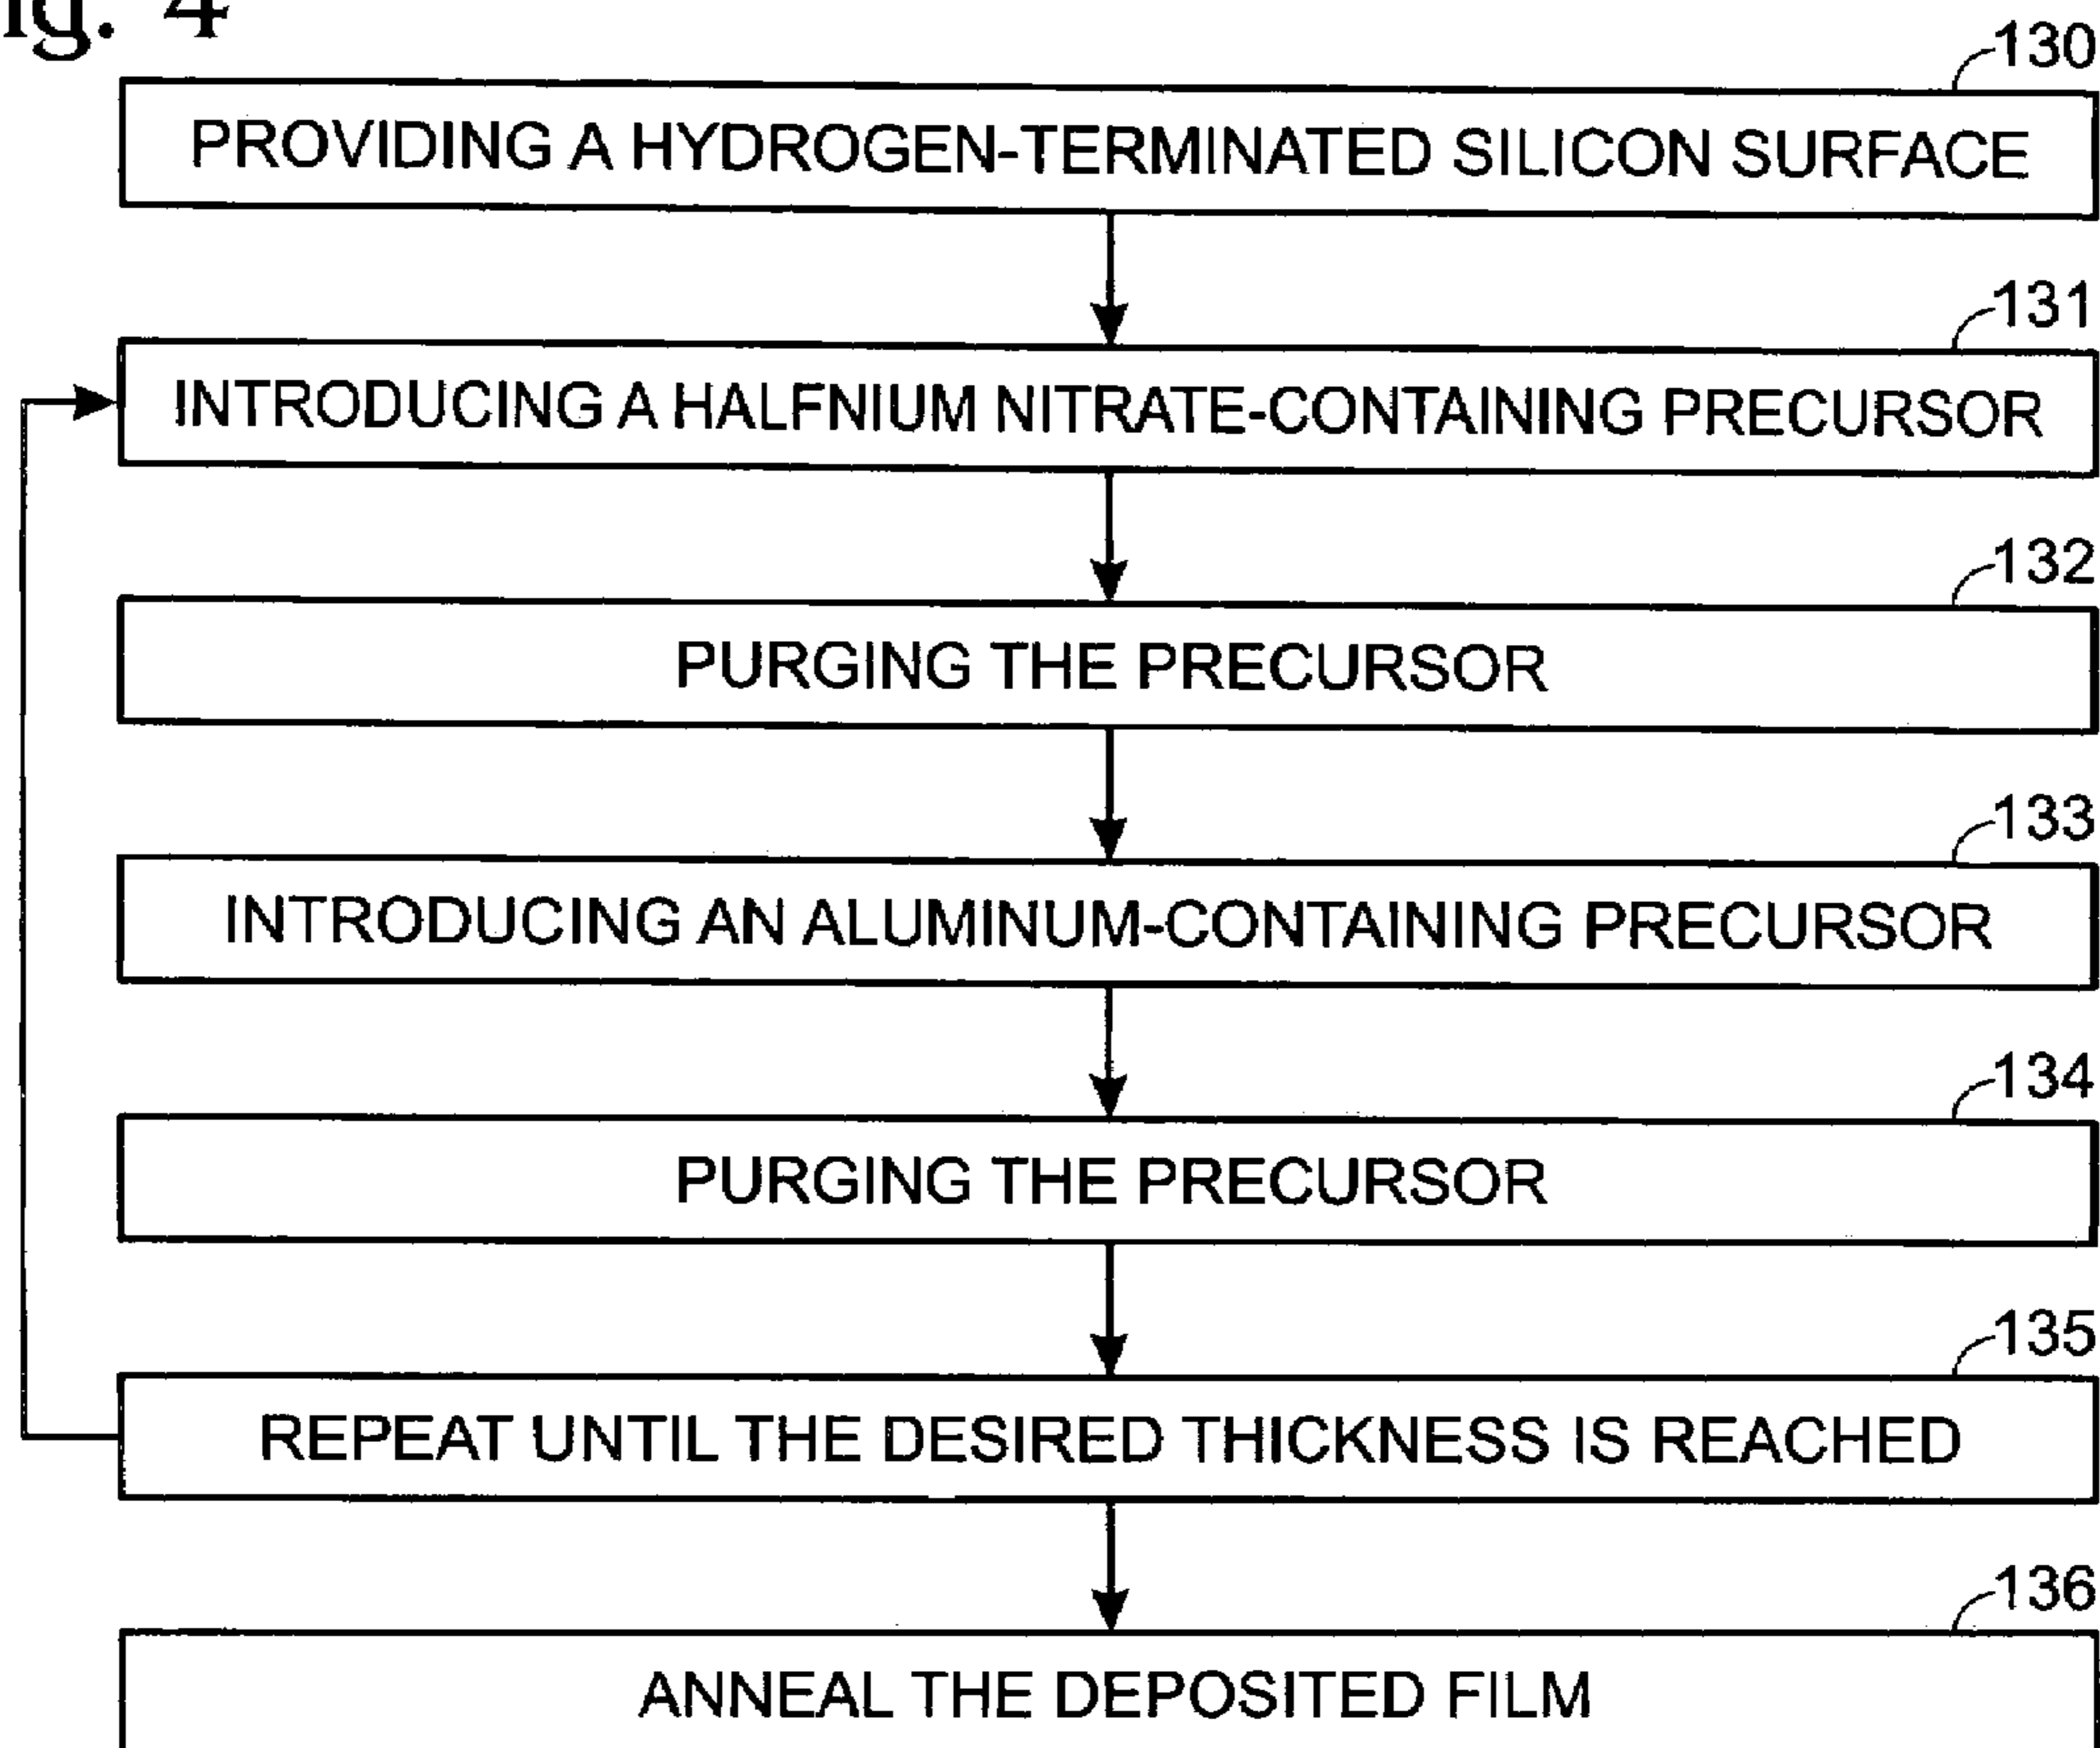 ig. 4
130
PROVIDING A HYDROGEN-TERMINATED SILICON SURFACE
131
INTRODUCING A HALFNIUM NITRATE-CONTAINING PRECURSOR
132
PURGING THE PRECURSOR
133
INTRODUCING AN ALUMINUM-CONTAINING PRECURSOR
134
PURGING THE PRECURSOR
135
REPEAT UNTIL THE DESIRED THICKNESS IS REACHED
136
ANNEAL THE DEPOSITED FILM